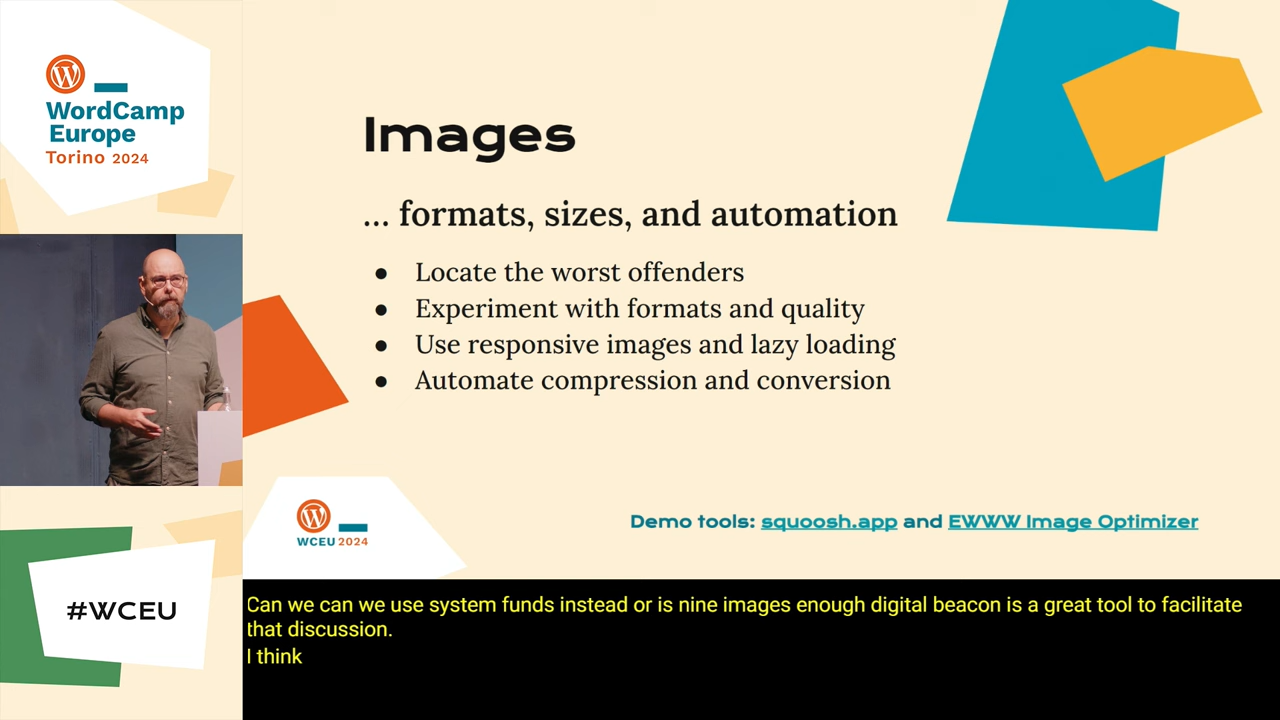 WordCamp
Europe
Torino 2024
Images
... formats, sizes, and automation
● Locate the worst offenders
● Experiment with formats and quality
● Use responsive images and lazy loading
● Automate compression and conversion
WCEU 2024
Demo tools: squoosh.app and EWWW Image Optimizer
#WCEU
Can we can we use system funds instead or is nine images enough digital beacon is a great tool to facilitate
that discussion.
I think